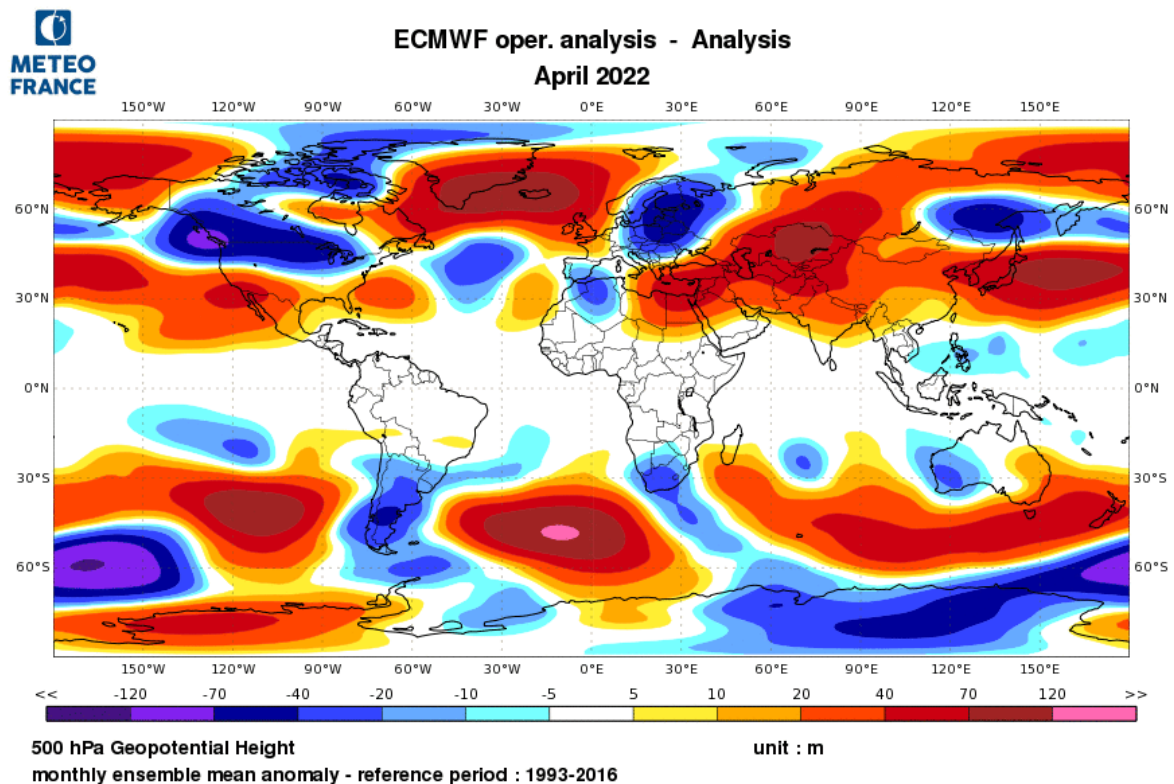 METEO
FRANCE
ECMWF oper. analysis - Analysis
April 2022
150°W 120°W 90°W 60°W 30°W 0°E 30°E 60°E 90°E 120°E 150°E
60°N 60°N
30°N 30°N
0°N 0°N
30°S 30°S
60°S 60°S
150°W 120°W 90°W 60°W 30°W 0°E 30°E 60°E 90°E 120°E 150°E
<< -120 -70 -40 -20 -10 -5 5 10 20 40 70 120 >>
500 hPa Geopotential Height unit : m
monthly ensemble mean anomaly - reference period : 1993-2016